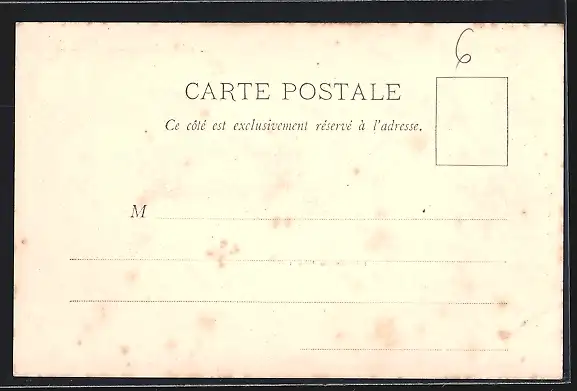 6
CARTE POSTALE
Ce côté est exclusivement réservé à l'adresse.
M